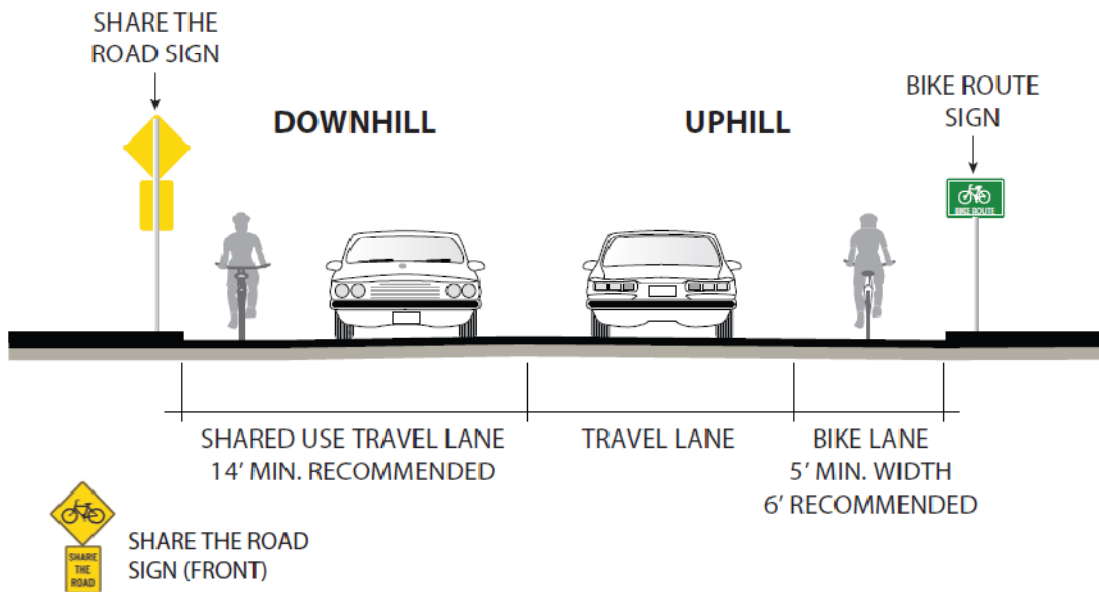 SHARE THE
ROAD SIGN
DOWNHILL
UPHILL
BIKE ROUTE
SIGN
BIKE ROUTE
SHARED USE TRAVEL LANE
14’ MIN. RECOMMENDED
TRAVEL LANE
BIKE LANE
5’ MIN. WIDTH
6’ RECOMMENDED
SHARE
THE
ROAD
SHARE THE ROAD
SIGN (FRONT)